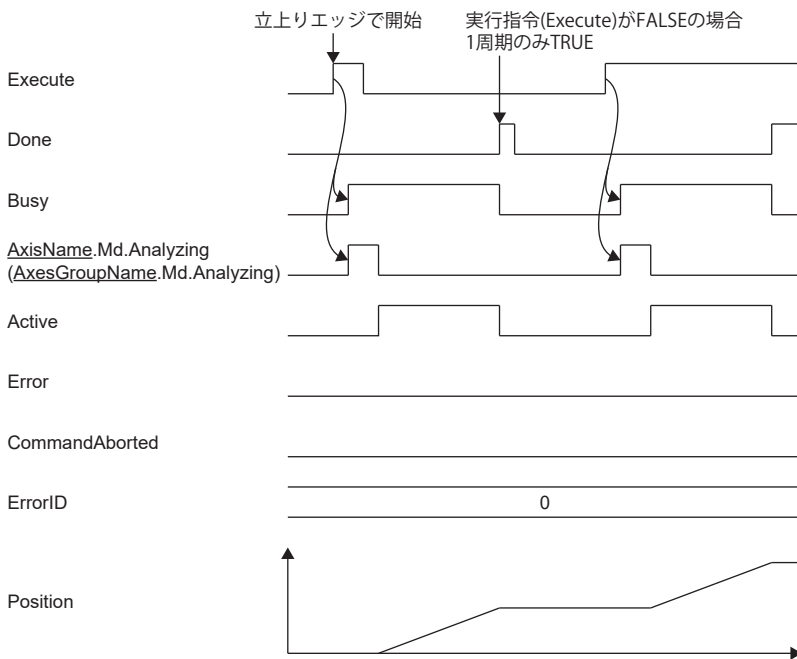 立上りエッジで開始
実行指令(Execute)がFALSEの場合
1周期のみTRUE
Execute
Done
Busy
AxisName.Md.Analyzing
(AxesGroupName.Md.Analyzing)
Active
Error
CommandAborted
ErrorID
0
Position